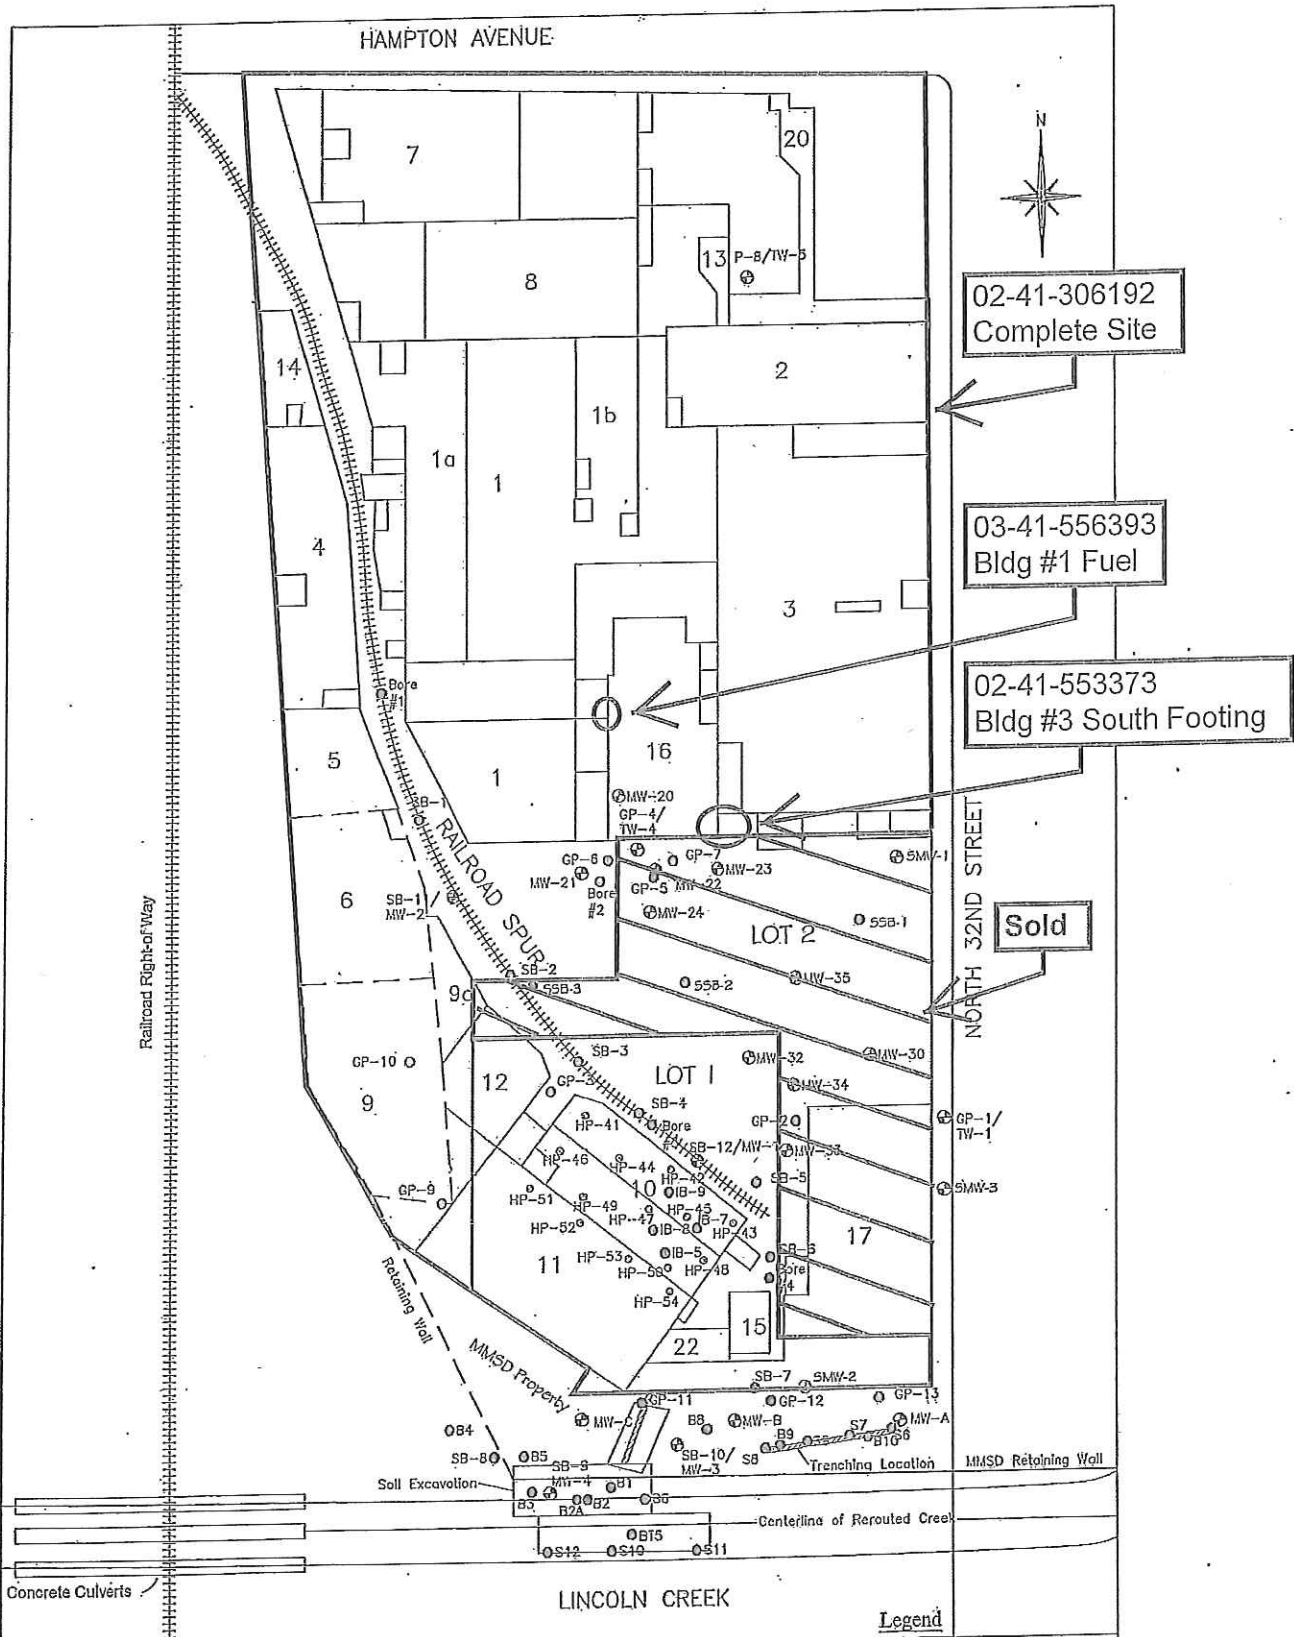 HAMPTON AVENUE
N
7
20
13
P-8/TW-5
8
02-41-306192
Complete Site
14
2
1b
1a
1
03-41-556393
Bldg #1 Fuel
4
3
02-41-553373
Bldg #3 South Footing
Bore
#1
5
1
16
MW-20
GP-4/
TW-4
SB-1
RAILROAD SPUR
GP-6
GP-7
SMW-1
MW-21
MW-23
GP-5
MW-22
Bore
#2
6
SB-1
MW-2
MW-24
SSB-1
NORTH 32ND STREET
Sold
LOT 2
SB-2
SSB-3
SSB-2
MW-35
9a
Railroad Right-of Way
GP-10
SB-3
MW-32
MW-30
LOT 1
12
MW-34
9
SB-4
HP-41
Bore
GP-2
GP-1/
TW-1
SB-12/MW-
HP-46
HP-44
HP-42
SB-5
SMW-3
HP-51
10
IB-9
GP-9
HP-49
HP-45
HP-47
IB-7
HP-52
IB-8
HP-43
17
HP-53
IB-5
SB-6
11
HP-48
Bore
HP-54
15
22
Retaining Wall
MMSD Property
SB-7
SMW-2
GP-11
GP-12
GP-13
MW-C
MW-B
MW-A
B4
B8
S7
S6
B9
B10
SB-8
B5
SB-10/
MW-3
Trenching Location
MMSD Retaining Wall
Soil Excavation
MW-4
B1
B3
B2
B2A
Centerline of Rerouted Creek
BT5
S12
S10
S11
Concrete Culverts
LINCOLN CREEK
Legend